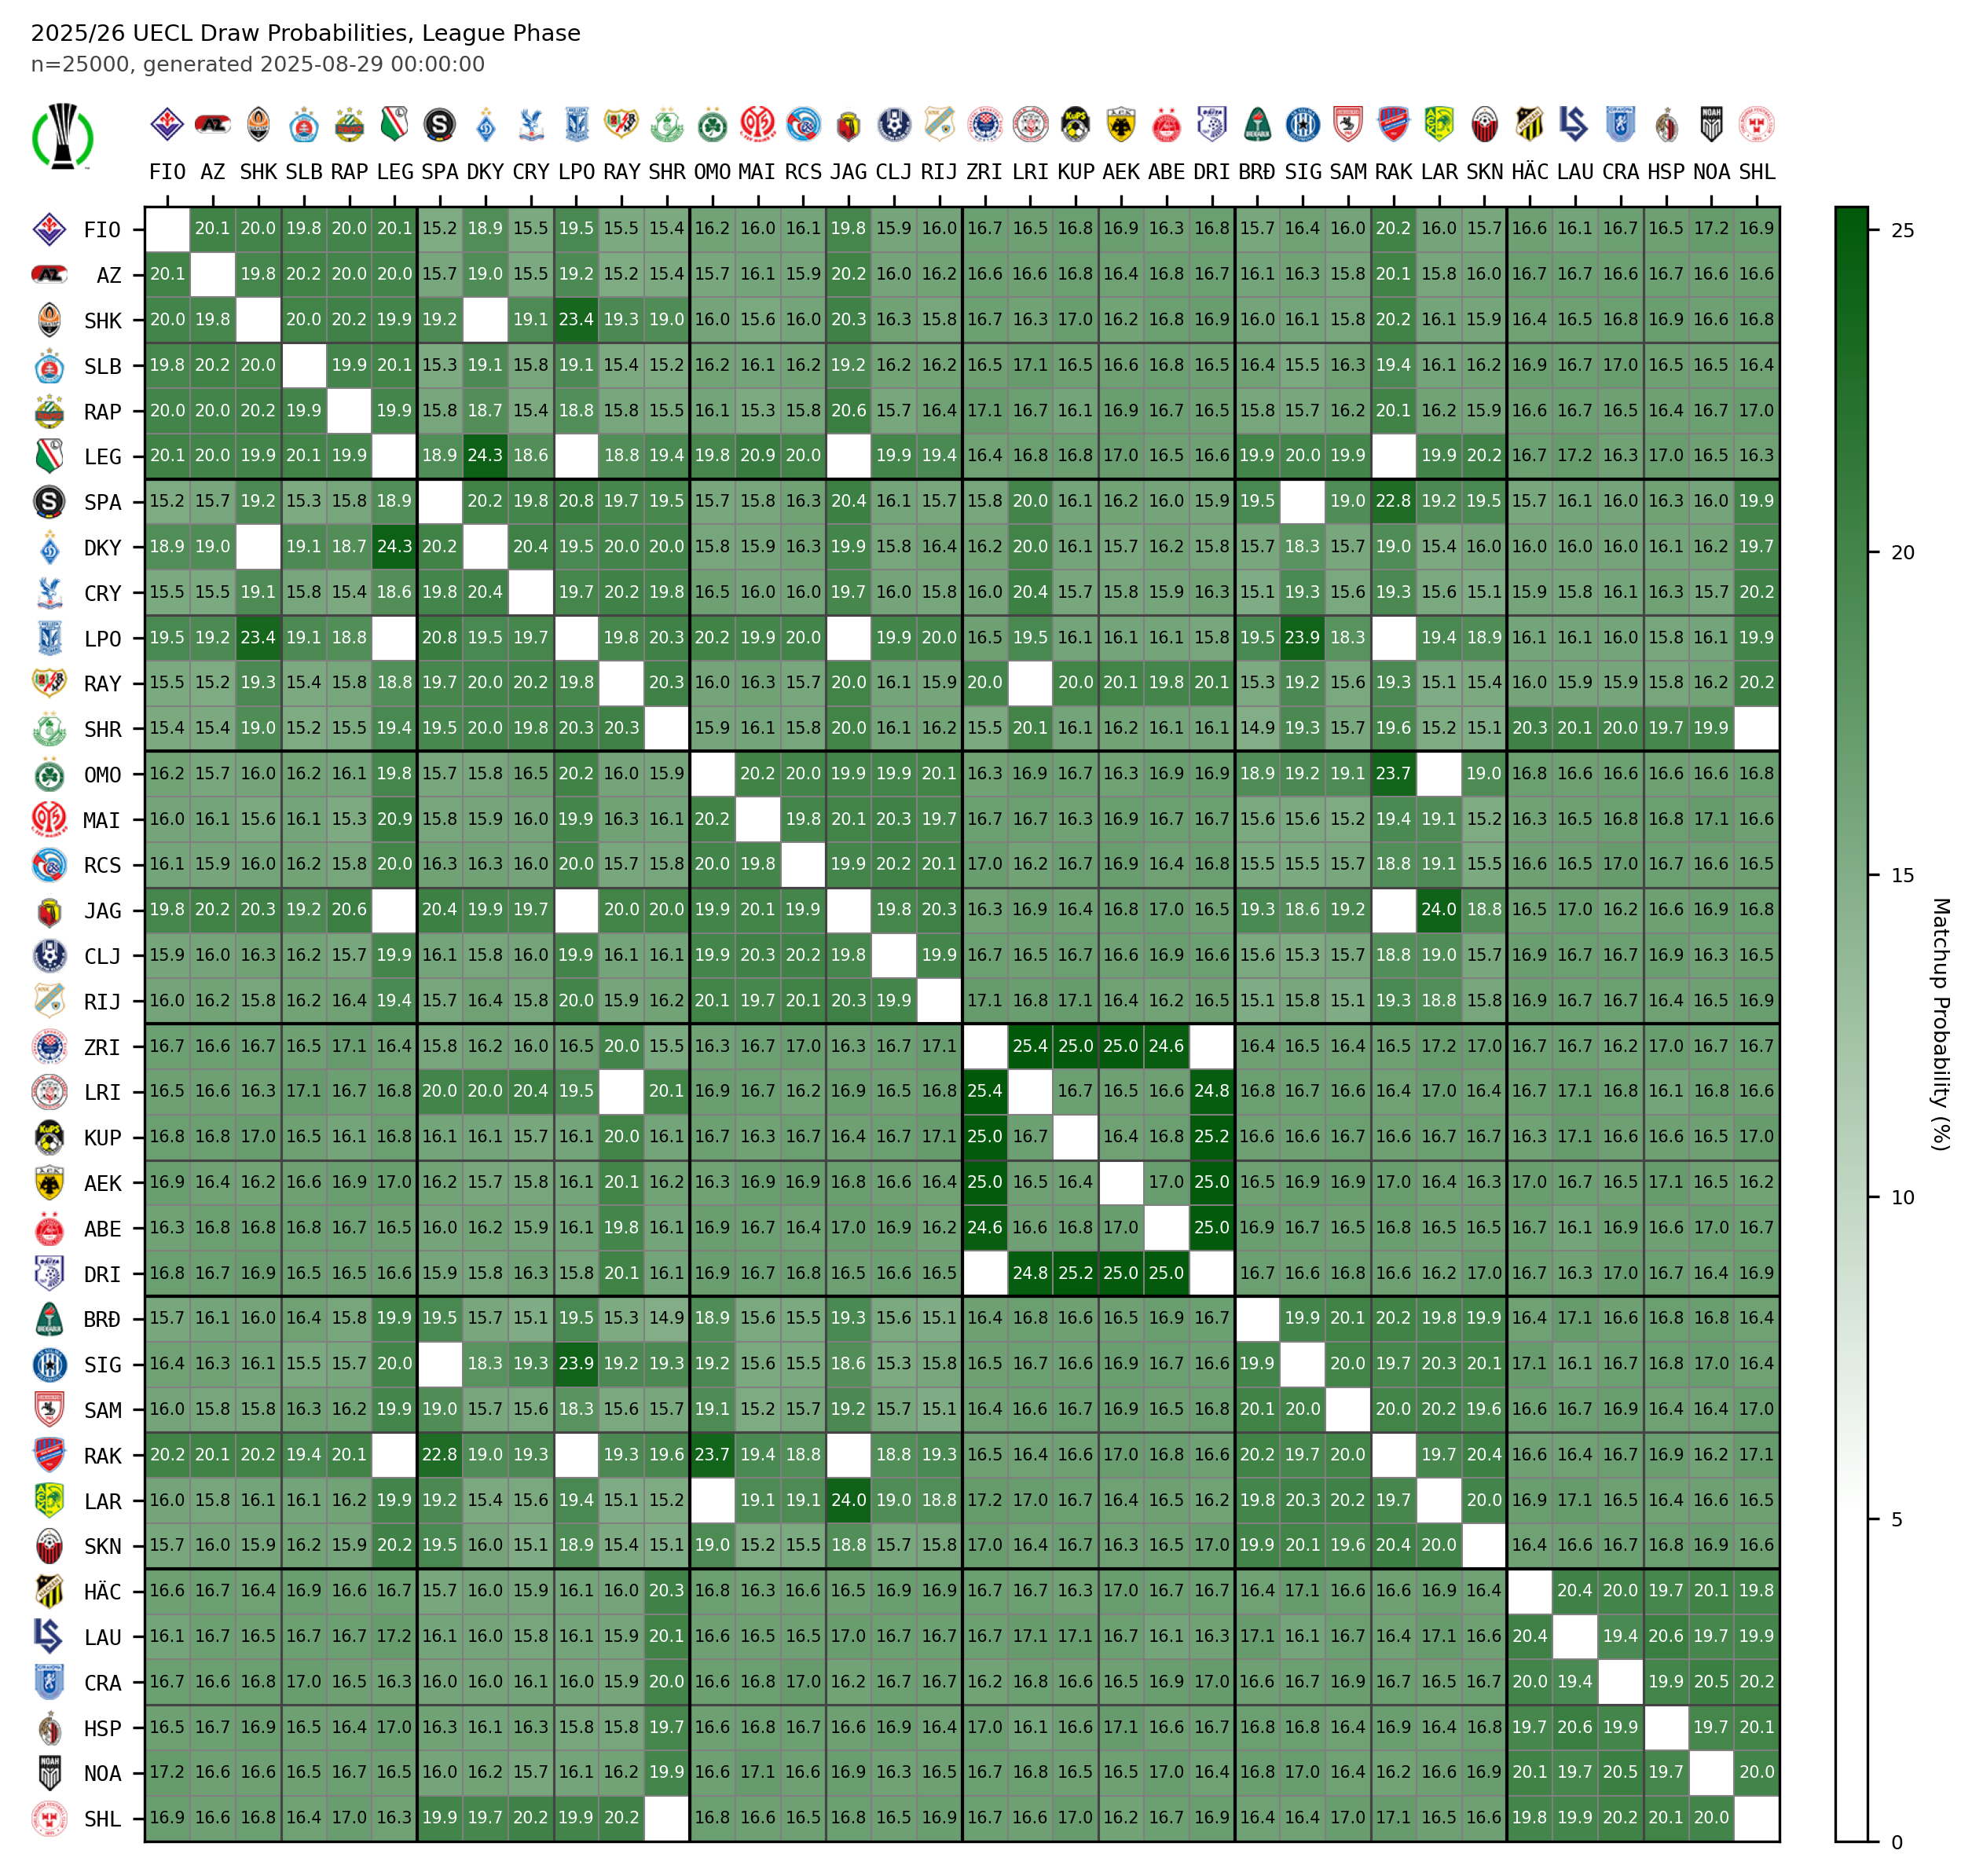 2025/26 UECL Draw Probabilities, League Phase
n=25000, generated 2025-08-29 00:00:00
FIO AZ SHK SLB RAP LEG SPA DKY CRY LPO RAY SHR OMO MAI RCS JAG CLJ RIJ ZRI LRI KUP AEK ABE DRI BRĐ SIG SAM RAK LAR SKN HÄC LAU CRA HSP NOA SHL
FIO 20.1 20.0 19.8 20.0 20.1 15.2 18.9 15.5 19.5 15.5 15.4 16.2 16.0 16.1 19.8 15.9 16.0 16.7 16.5 16.8 16.9 16.3 16.8 15.7 16.4 16.0 20.2 16.0 15.7 16.6 16.1 16.7 16.5 17.2 16.9
AZ 20.1 19.8 20.2 20.0 20.0 15.7 19.0 15.5 19.2 15.2 15.4 15.7 16.1 15.9 20.2 16.0 16.2 16.6 16.6 16.8 16.4 16.8 16.7 16.1 16.3 15.8 20.1 15.8 16.0 16.7 16.7 16.6 16.7 16.6 16.6
SHK 20.0 19.8 20.0 20.2 19.9 19.2 19.1 23.4 19.3 19.0 16.0 15.6 16.0 20.3 16.3 15.8 16.7 16.3 17.0 16.2 16.8 16.9 16.0 16.1 15.8 20.2 16.1 15.9 16.4 16.5 16.8 16.9 16.6 16.8
SLB 19.8 20.2 20.0 19.9 20.1 15.3 19.1 15.8 19.1 15.4 15.2 16.2 16.1 16.2 19.2 16.2 16.2 16.5 17.1 16.5 16.6 16.8 16.5 16.4 15.5 16.3 19.4 16.1 16.2 16.9 16.7 17.0 16.5 16.5 16.4
RAP 20.0 20.0 20.2 19.9 19.9 15.8 18.7 15.4 18.8 15.8 15.5 16.1 15.3 15.8 20.6 15.7 16.4 17.1 16.7 16.1 16.9 16.7 16.5 15.8 15.7 16.2 20.1 16.2 15.9 16.6 16.7 16.5 16.4 16.7 17.0
LEG 20.1 20.0 19.9 20.1 19.9 18.9 24.3 18.6 18.8 19.4 19.8 20.9 20.0 19.9 19.4 16.4 16.8 16.8 17.0 16.5 16.6 19.9 20.0 19.9 19.9 20.2 16.7 17.2 16.3 17.0 16.5 16.3
SPA 15.2 15.7 19.2 15.3 15.8 18.9 20.2 19.8 20.8 19.7 19.5 15.7 15.8 16.3 20.4 16.1 15.7 15.8 20.0 16.1 16.2 16.0 15.9 19.5 19.0 22.8 19.2 19.5 15.7 16.1 16.0 16.3 16.0 19.9
DKY 18.9 19.0 19.1 18.7 24.3 20.2 20.4 19.5 20.0 20.0 15.8 15.9 16.3 19.9 15.8 16.4 16.2 20.0 16.1 15.7 16.2 15.8 15.7 18.3 15.7 19.0 15.4 16.0 16.0 16.0 16.0 16.1 16.2 19.7
CRY 15.5 15.5 19.1 15.8 15.4 18.6 19.8 20.4 19.7 20.2 19.8 16.5 16.0 16.0 19.7 16.0 15.8 16.0 20.4 15.7 15.8 15.9 16.3 15.1 19.3 15.6 19.3 15.6 15.1 15.9 15.8 16.1 16.3 15.7 20.2
LPO 19.5 19.2 23.4 19.1 18.8 20.8 19.5 19.7 19.8 20.3 20.2 19.9 20.0 19.9 20.0 16.5 19.5 16.1 16.1 16.1 15.8 19.5 23.9 18.3 19.4 18.9 16.1 16.1 16.0 15.8 16.1 19.9
RAY 15.5 15.2 19.3 15.4 15.8 18.8 19.7 20.0 20.2 19.8 20.3 16.0 16.3 15.7 20.0 16.1 15.9 20.0 20.0 20.1 19.8 20.1 15.3 19.2 15.6 19.3 15.1 15.4 16.0 15.9 15.9 15.8 16.2 20.2
SHR 15.4 15.4 19.0 15.2 15.5 19.4 19.5 20.0 19.8 20.3 20.3 15.9 16.1 15.8 20.0 16.1 16.2 15.5 20.1 16.1 16.2 16.1 16.1 14.9 19.3 15.7 19.6 15.2 15.1 20.3 20.1 20.0 19.7 19.9
OMO 16.2 15.7 16.0 16.2 16.1 19.8 15.7 15.8 16.5 20.2 16.0 15.9 20.2 20.0 19.9 19.9 20.1 16.3 16.9 16.7 16.3 16.9 16.9 18.9 19.2 19.1 23.7 19.0 16.8 16.6 16.6 16.6 16.6 16.8
MAI 16.0 16.1 15.6 16.1 15.3 20.9 15.8 15.9 16.0 19.9 16.3 16.1 20.2 19.8 20.1 20.3 19.7 16.7 16.7 16.3 16.9 16.7 16.7 15.6 15.6 15.2 19.4 19.1 15.2 16.3 16.5 16.8 16.8 17.1 16.6
RCS 16.1 15.9 16.0 16.2 15.8 20.0 16.3 16.3 16.0 20.0 15.7 15.8 20.0 19.8 19.9 20.2 20.1 17.0 16.2 16.7 16.9 16.4 16.8 15.5 15.5 15.7 18.8 19.1 15.5 16.6 16.5 17.0 16.7 16.6 16.5
JAG 19.8 20.2 20.3 19.2 20.6 20.4 19.9 19.7 20.0 20.0 19.9 20.1 19.9 19.8 20.3 16.3 16.9 16.4 16.8 17.0 16.5 19.3 18.6 19.2 24.0 18.8 16.5 17.0 16.2 16.6 16.9 16.8
CLJ 15.9 16.0 16.3 16.2 15.7 19.9 16.1 15.8 16.0 19.9 16.1 16.1 19.9 20.3 20.2 19.8 19.9 16.7 16.5 16.7 16.6 16.9 16.6 15.6 15.3 15.7 18.8 19.0 15.7 16.9 16.7 16.7 16.9 16.3 16.5
RIJ 16.0 16.2 15.8 16.2 16.4 19.4 15.7 16.4 15.8 20.0 15.9 16.2 20.1 19.7 20.1 20.3 19.9 17.1 16.8 17.1 16.4 16.2 16.5 15.1 15.8 15.1 19.3 18.8 15.8 16.9 16.7 16.7 16.4 16.5 16.9
ZRI 16.7 16.6 16.7 16.5 17.1 16.4 15.8 16.2 16.0 16.5 20.0 15.5 16.3 16.7 17.0 16.3 16.7 17.1 25.4 25.0 25.0 24.6 16.4 16.5 16.4 16.5 17.2 17.0 16.7 16.7 16.2 17.0 16.7 16.7
LRI 16.5 16.6 16.3 17.1 16.7 16.8 20.0 20.0 20.4 19.5 20.1 16.9 16.7 16.2 16.9 16.5 16.8 25.4 16.7 16.5 16.6 24.8 16.8 16.7 16.6 16.4 17.0 16.4 16.7 17.1 16.8 16.1 16.8 16.6
KUP 16.8 16.8 17.0 16.5 16.1 16.8 16.1 16.1 15.7 16.1 20.0 16.1 16.7 16.3 16.7 16.4 16.7 17.1 25.0 16.7 16.4 16.8 25.2 16.6 16.6 16.7 16.6 16.7 16.7 16.3 17.1 16.6 16.6 16.5 17.0
AEK 16.9 16.4 16.2 16.6 16.9 17.0 16.2 15.7 15.8 16.1 20.1 16.2 16.3 16.9 16.9 16.8 16.6 16.4 25.0 16.5 16.4 17.0 25.0 16.5 16.9 16.9 17.0 16.4 16.3 17.0 16.7 16.5 17.1 16.5 16.2
ABE 16.3 16.8 16.8 16.8 16.7 16.5 16.0 16.2 15.9 16.1 19.8 16.1 16.9 16.7 16.4 17.0 16.9 16.2 24.6 16.6 16.8 17.0 25.0 16.9 16.7 16.5 16.8 16.5 16.5 16.7 16.1 16.9 16.6 17.0 16.7
DRI 16.8 16.7 16.9 16.5 16.5 16.6 15.9 15.8 16.3 15.8 20.1 16.1 16.9 16.7 16.8 16.5 16.6 16.5 24.8 25.2 25.0 25.0 16.7 16.6 16.8 16.6 16.2 17.0 16.7 16.3 17.0 16.7 16.4 16.9
BRĐ 15.7 16.1 16.0 16.4 15.8 19.9 19.5 15.7 15.1 19.5 15.3 14.9 18.9 15.6 15.5 19.3 15.6 15.1 16.4 16.8 16.6 16.5 16.9 16.7 19.9 20.1 20.2 19.8 19.9 16.4 17.1 16.6 16.8 16.8 16.4
SIG 16.4 16.3 16.1 15.5 15.7 20.0 18.3 19.3 23.9 19.2 19.3 19.2 15.6 15.5 18.6 15.3 15.8 16.5 16.7 16.6 16.9 16.7 16.6 19.9 20.0 19.7 20.3 20.1 17.1 16.1 16.7 16.8 17.0 16.4
SAM 16.0 15.8 15.8 16.3 16.2 19.9 19.0 15.7 15.6 18.3 15.6 15.7 19.1 15.2 15.7 19.2 15.7 15.1 16.4 16.6 16.7 16.9 16.5 16.8 20.1 20.0 20.0 20.2 19.6 16.6 16.7 16.9 16.4 16.4 17.0
RAK 20.2 20.1 20.2 19.4 20.1 22.8 19.0 19.3 19.3 19.6 23.7 19.4 18.8 18.8 19.3 16.5 16.4 16.6 17.0 16.8 16.6 20.2 19.7 20.0 19.7 20.4 16.6 16.4 16.7 16.9 16.2 17.1
LAR 16.0 15.8 16.1 16.1 16.2 19.9 19.2 15.4 15.6 19.4 15.1 15.2 19.1 19.1 24.0 19.0 18.8 17.2 17.0 16.7 16.4 16.5 16.2 19.8 20.3 20.2 19.7 20.0 16.9 17.1 16.5 16.4 16.6 16.5
SKN 15.7 16.0 15.9 16.2 15.9 20.2 19.5 16.0 15.1 18.9 15.4 15.1 19.0 15.2 15.5 18.8 15.7 15.8 17.0 16.4 16.7 16.3 16.5 17.0 19.9 20.1 19.6 20.4 20.0 16.4 16.6 16.7 16.8 16.9 16.6
HÄC 16.6 16.7 16.4 16.9 16.6 16.7 15.7 16.0 15.9 16.1 16.0 20.3 16.8 16.3 16.6 16.5 16.9 16.9 16.7 16.7 16.3 17.0 16.7 16.7 16.4 17.1 16.6 16.6 16.9 16.4 20.4 20.0 19.7 20.1 19.8
LAU 16.1 16.7 16.5 16.7 16.7 17.2 16.1 16.0 15.8 16.1 15.9 20.1 16.6 16.5 16.5 17.0 16.7 16.7 16.7 17.1 17.1 16.7 16.1 16.3 17.1 16.1 16.7 16.4 17.1 16.6 20.4 19.4 20.6 19.7 19.9
CRA 16.7 16.6 16.8 17.0 16.5 16.3 16.0 16.0 16.1 16.0 15.9 20.0 16.6 16.8 17.0 16.2 16.7 16.7 16.2 16.8 16.6 16.5 16.9 17.0 16.6 16.7 16.9 16.7 16.5 16.7 20.0 19.4 19.9 20.5 20.2
HSP 16.5 16.7 16.9 16.5 16.4 17.0 16.3 16.1 16.3 15.8 15.8 19.7 16.6 16.8 16.7 16.6 16.9 16.4 17.0 16.1 16.6 17.1 16.6 16.7 16.8 16.8 16.4 16.9 16.4 16.8 19.7 20.6 19.9 19.7 20.1
NOA 17.2 16.6 16.6 16.5 16.7 16.5 16.0 16.2 15.7 16.1 16.2 19.9 16.6 17.1 16.6 16.9 16.3 16.5 16.7 16.8 16.5 16.5 17.0 16.4 16.8 17.0 16.4 16.2 16.6 16.9 20.1 19.7 20.5 19.7 20.0
SHL 16.9 16.6 16.8 16.4 17.0 16.3 19.9 19.7 20.2 19.9 20.2 16.8 16.6 16.5 16.8 16.5 16.9 16.7 16.6 17.0 16.2 16.7 16.9 16.4 16.4 17.0 17.1 16.5 16.6 19.8 19.9 20.2 20.1 20.0
25
20
15
10
5
0
Matchup Probability (%)